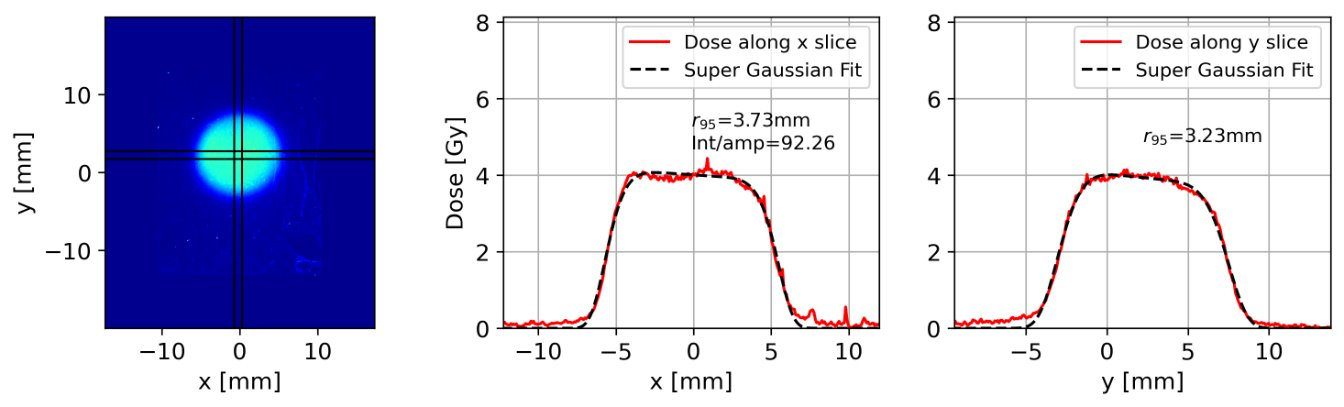 y [mm]
10
0
−10
−10
0
10
x [mm]
Dose [Gy]
8
6
4
2
0
Dose along x slice
Super Gaussian Fit
r95=3.73mm
Int/amp=92.26
−10
−5
0
5
10
x [mm]
8
6
4
2
0
Dose along y slice
Super Gaussian Fit
r95=3.23mm
−5
0
5
10
y [mm]